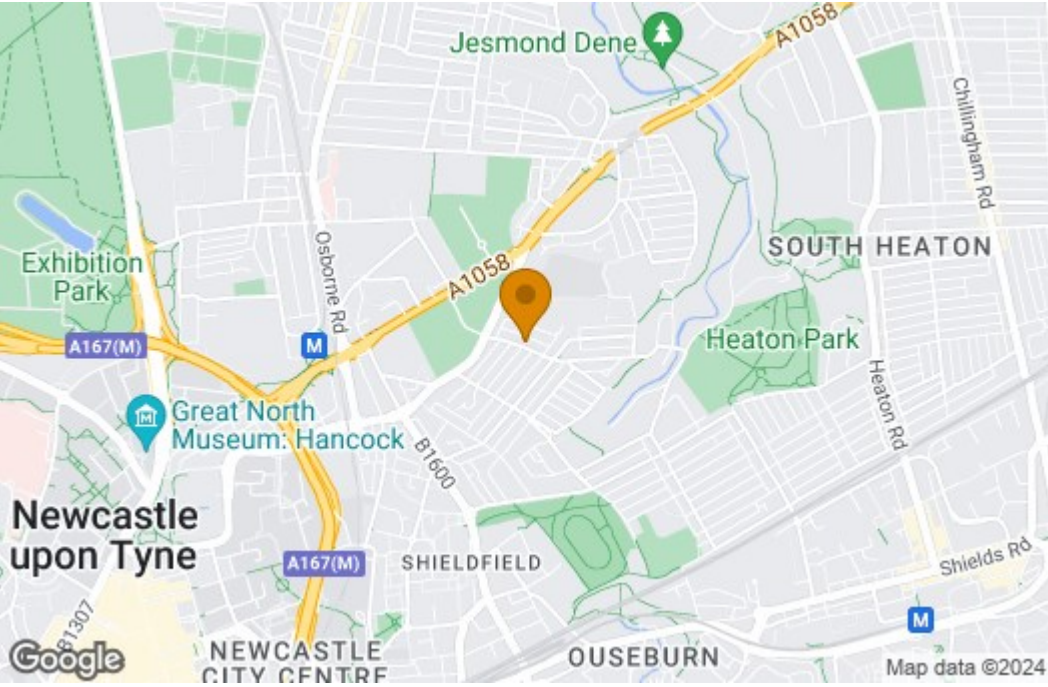 Jesmond Dene
A1058
Chillingham Rd
Exhibition
Park
Osborne Rd
A1058
SOUTH HEATON
A167(M)
M
Heaton Park
Great North
Museum: Hancock
Heaton Rd
B1600
Newcastle
upon Tyne
A167(M)
SHIELDFIELD
Shields Rd
B1307
M
NEWCASTLE
CITY CENTRE
OUSEBURN
Google
Map data ©2024